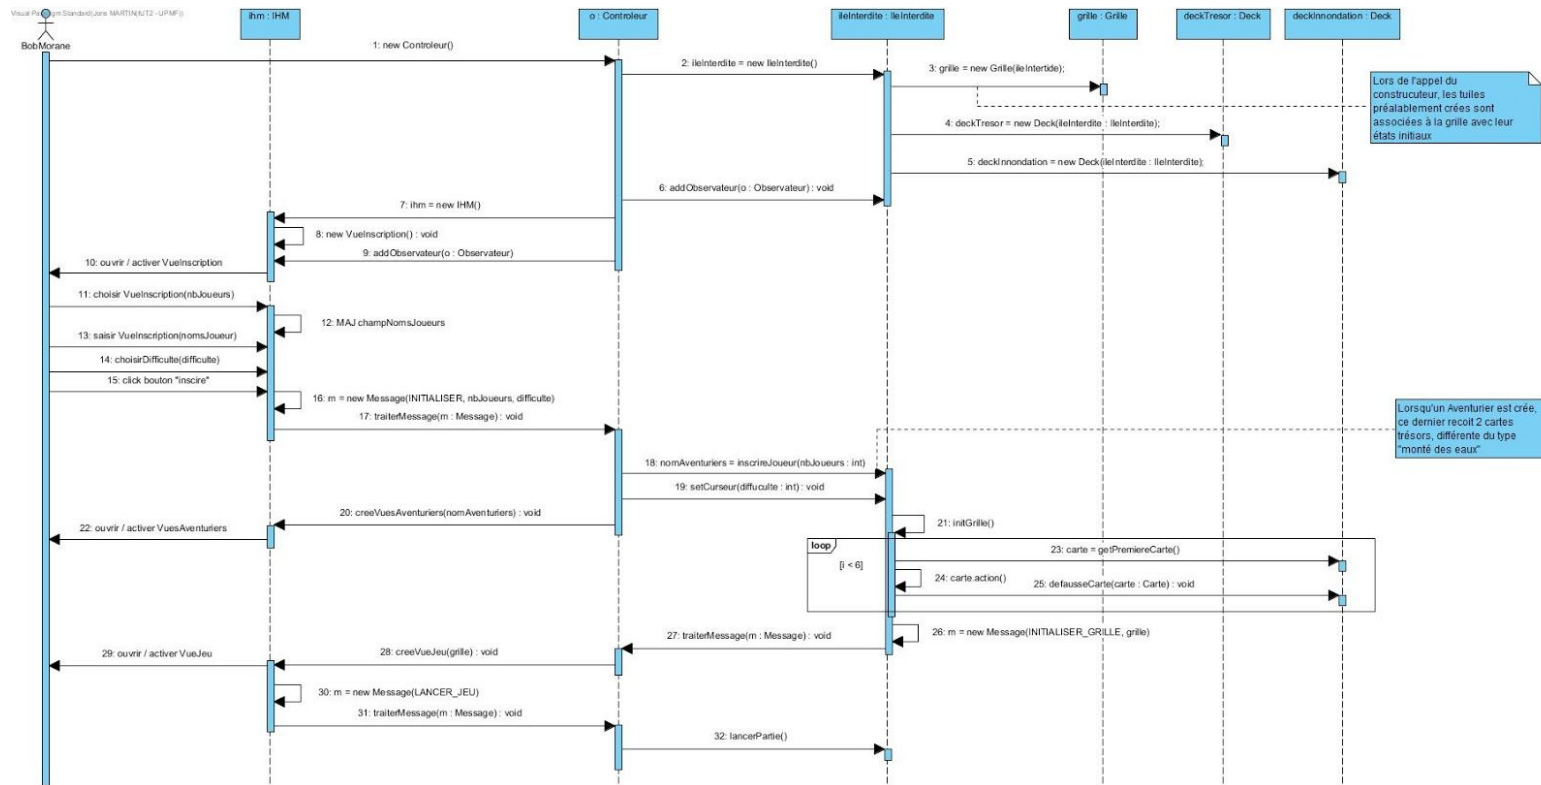 Visual Paradigm Standard(Joris MARTIN(IUT2 - UPMF))
BobMorane
ihm : IHM
o : Controleur
ileInterdite : IleInterdite
grille : Grille
deckTresor : Deck
deckInnondation : Deck
1: new Controleur()
2: ileInterdite = new IleInterdite()
3: grille = new Grille(ileIntertide);
Lors de l'appel du
construcuteur, les tuiles
préalablement crées sont
associées à la grille avec leur
états initiaux
4: deckTresor = new Deck(ileInterdite : IleInterdite);
5: deckInnondation = new Deck(ileInterdite : IleInterdite);
6: addObservateur(o : Observateur) : void
7: ihm = new IHM()
8: new VueInscription() : void
9: addObservateur(o : Observateur)
10: ouvrir / activer VueInscription
11: choisir VueInscription(nbJoueurs)
12: MAJ champNomsJoueurs
13: saisir VueInscription(nomsJoueur)
14: choisirDifficulte(difficulte)
15: click bouton "inscire"
16: m = new Message(INITIALISER, nbJoueurs, difficulte)
17: traiterMessage(m : Message) : void
Lorsqu'un Aventurier est crée,
ce dernier recoit 2 cartes
trésors, différente du type
"monté des eaux"
18: nomAventuriers = inscrireJoueur(nbJoueurs : int)
19: setCurseur(diffuculte : int) : void
20: creeVuesAventuriers(nomAventuriers) : void
21: initGrille()
22: ouvrir / activer VuesAventuriers
loop
[i < 6]
23: carte = getPremiereCarte()
24: carte.action()
25: defausseCarte(carte : Carte) : void
26: m = new Message(INITIALISER_GRILLE, grille)
27: traiterMessage(m : Message) : void
28: creeVueJeu(grille) : void
29: ouvrir / activer VueJeu
30: m = new Message(LANCER_JEU)
31: traiterMessage(m : Message) : void
32: lancerPartie()